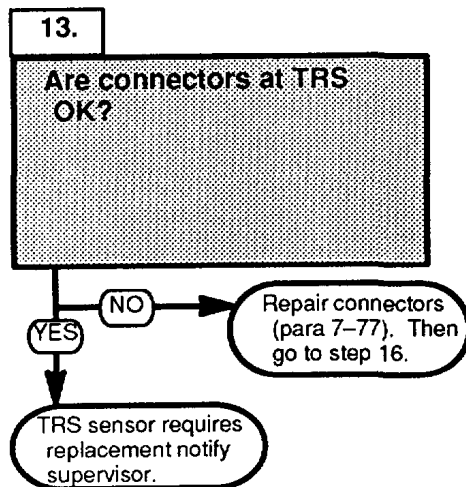 13.
Are connectors at TRS
OK?
NO
YES
Repair connectors
(para 7–77). Then
go to step 16.
TRS sensor requires
replacement notify
supervisor.